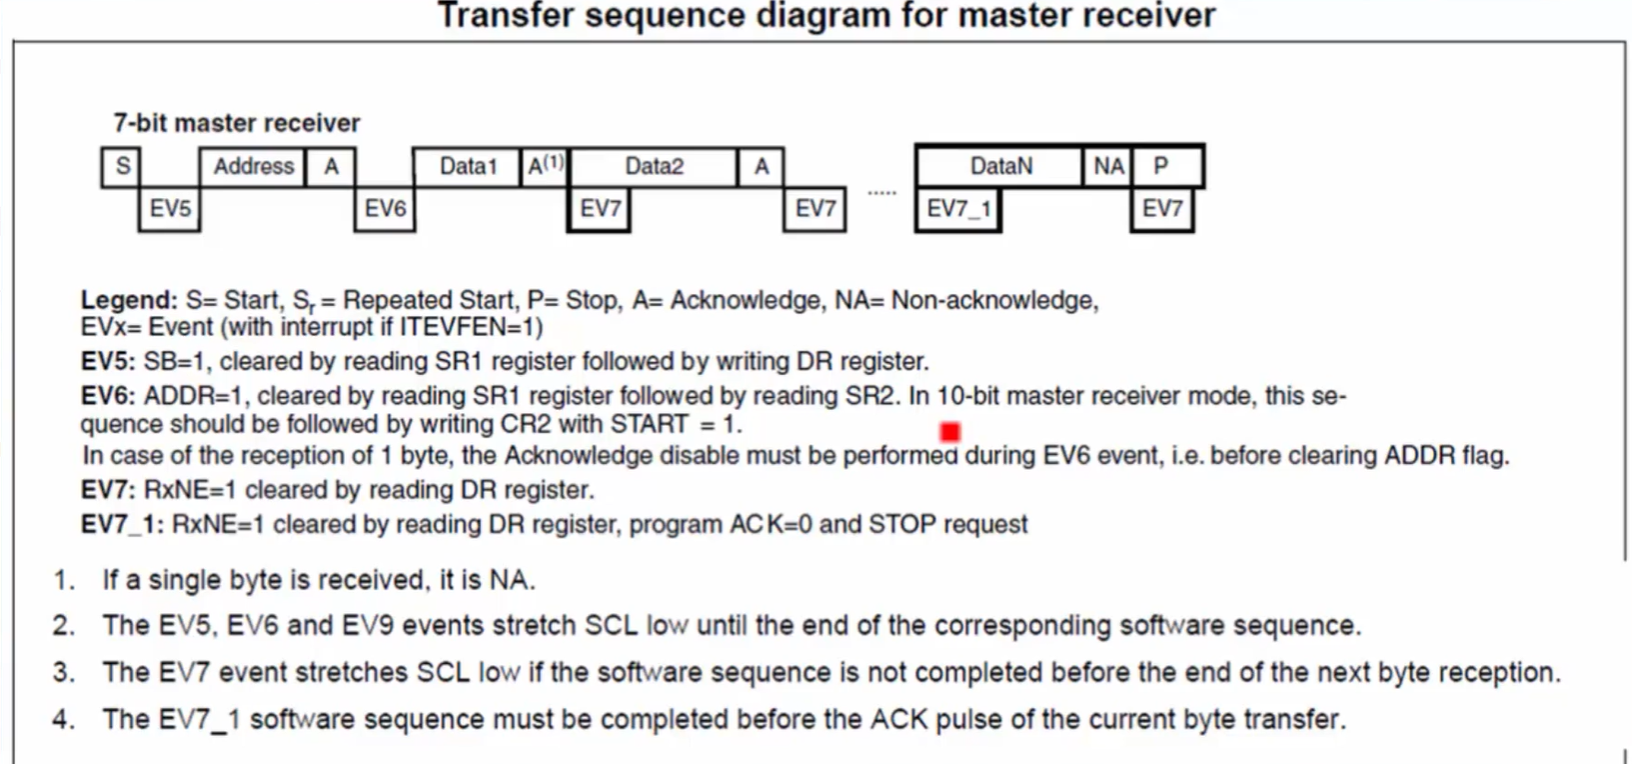 Transfer sequence diagram for master receiver
7-bit master receiver
S Address A Data1 A(1) Data2 A ..... DataN NA P
EV5 EV6 EV7 EV7 EV7_1 EV7
Legend: S= Start, Sr = Repeated Start, P= Stop, A= Acknowledge, NA= Non-acknowledge,
EVx= Event (with interrupt if ITEVFEN=1)
EV5: SB=1, cleared by reading SR1 register followed by writing DR register.
EV6: ADDR=1, cleared by reading SR1 register followed by reading SR2. In 10-bit master receiver mode, this se-
quence should be followed by writing CR2 with START = 1.
In case of the reception of 1 byte, the Acknowledge disable must be performed during EV6 event, i.e. before clearing ADDR flag.
EV7: RxNE=1 cleared by reading DR register.
EV7_1: RxNE=1 cleared by reading DR register, program ACK=0 and STOP request
1. If a single byte is received, it is NA.
2. The EV5, EV6 and EV9 events stretch SCL low until the end of the corresponding software sequence.
3. The EV7 event stretches SCL low if the software sequence is not completed before the end of the next byte reception.
4. The EV7_1 software sequence must be completed before the ACK pulse of the current byte transfer.